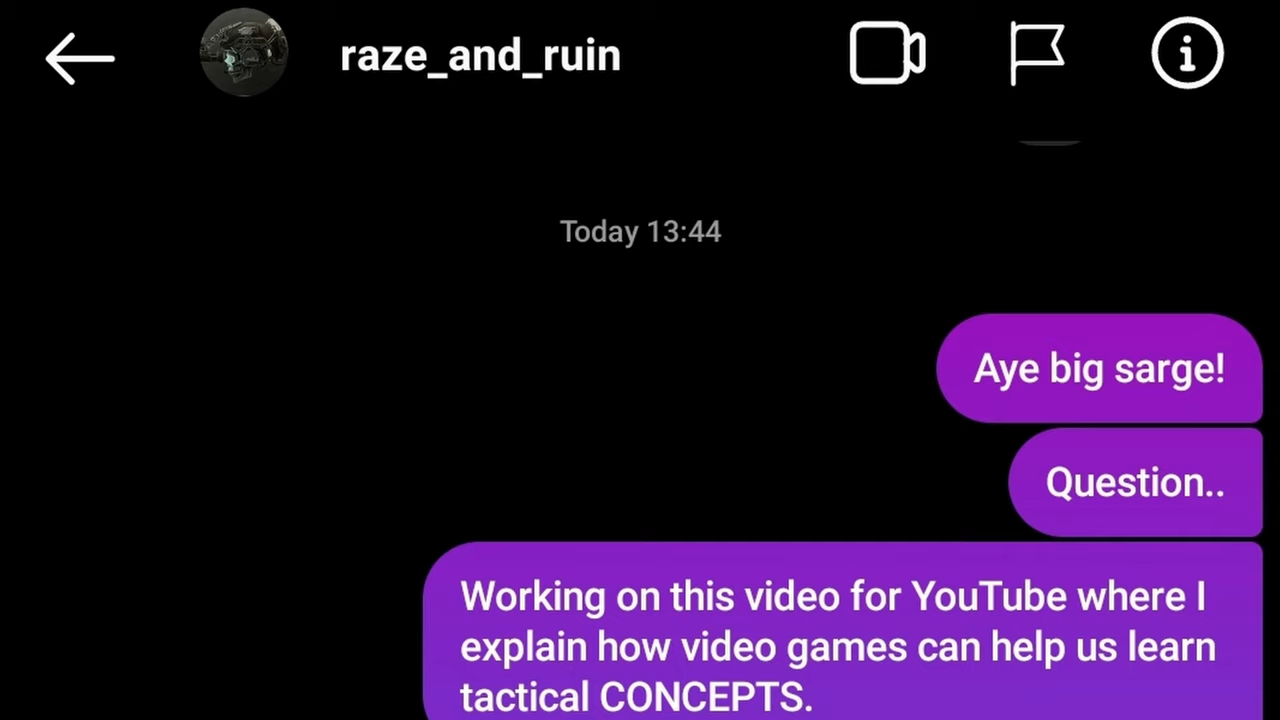 raze_and_ruin
Today 13:44
Aye big sarge!
Question..
Working on this video for YouTube where I
explain how video games can help us learn
tactical CONCEPTS.